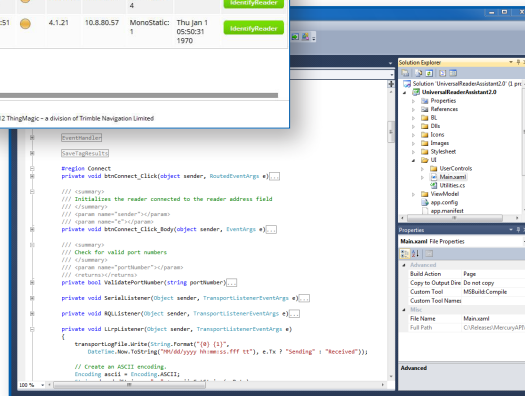 4
IdentifyReader
:51
4.1.21
10.8.80.57
MonoStatic:
1
Thu Jan 1
05:50:31
1970
IdentifyReader
12 ThingMagic – a division of Trimble Navigation Limited
EventHandler
SaveTagResults
#region Connect
private void btnConnect_Click(object sender, RoutedEventArgs e)...
/// <summary>
/// Initializes the reader connected to the reader address field
/// </summary>
/// <param name="sender"></param>
/// <param name="e"></param>
private void btnConnect_Click_Body(object sender, EventArgs e)...
/// <summary>
/// Check for valid port numbers
/// </summary>
/// <param name="portNumber"></param>
/// <returns></returns>
private bool ValidatePortNumber(string portNumber)...
private void SerialListener(Object sender, TransportListenerEventArgs e)...
private void RQLListener(Object sender, TransportListenerEventArgs e)...
private void LLrpListener(Object sender, TransportListenerEventArgs e)
{
transportLogFile.Write(String.Format("{0} {1}",
DateTime.Now.ToString("MM/dd/yyyy hh:mm:ss.fff tt"), e.Tx ? "Sending" : "Received"));
// Create an ASCII encoding.
Encoding ascii = Encoding.ASCII;
100 %
Solution Explorer
Solution 'UniversalReaderAssistant2.0' (1 pro
UniversalReaderAssistant2.0
Properties
References
BL
Dlls
Icons
Images
Stylesheet
UI
UserControls
Main.xaml
Utilities.cs
ViewModel
app.config
app.manifest
Properties
Main.xaml File Properties
Advanced
Build Action Page
Copy to Output Dire Do not copy
Custom Tool MSBuild:Compile
Custom Tool Names
Misc
File Name Main.xaml
Full Path C:\Releases\MercuryAPI
Advanced